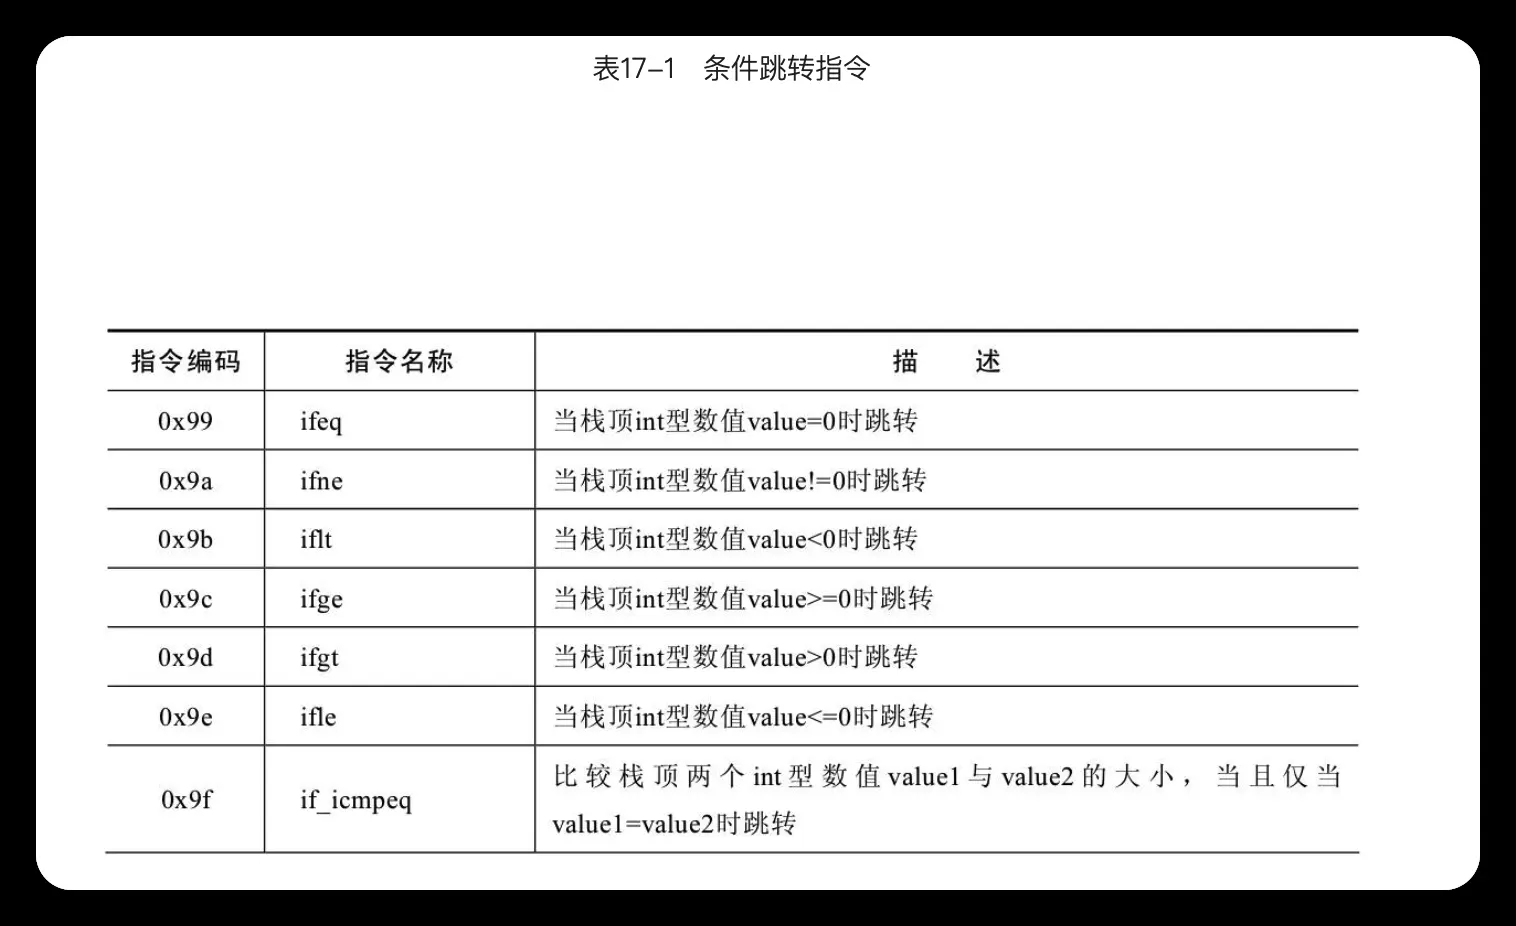 表17–1 条件跳转指令
指令编码 指令名称 描 述
0x99 ifeq 当栈顶int型数值value=0时跳转
0x9a ifne 当栈顶int型数值value!=0时跳转
0x9b iflt 当栈顶int型数值value<0时跳转
0x9c ifge 当栈顶int型数值value>=0时跳转
0x9d ifgt 当栈顶int型数值value>0时跳转
0x9e ifle 当栈顶int型数值value<=0时跳转
0x9f if_icmpeq 比较栈顶两个int型数值value1与value2的大小，当且仅当
value1=value2时跳转